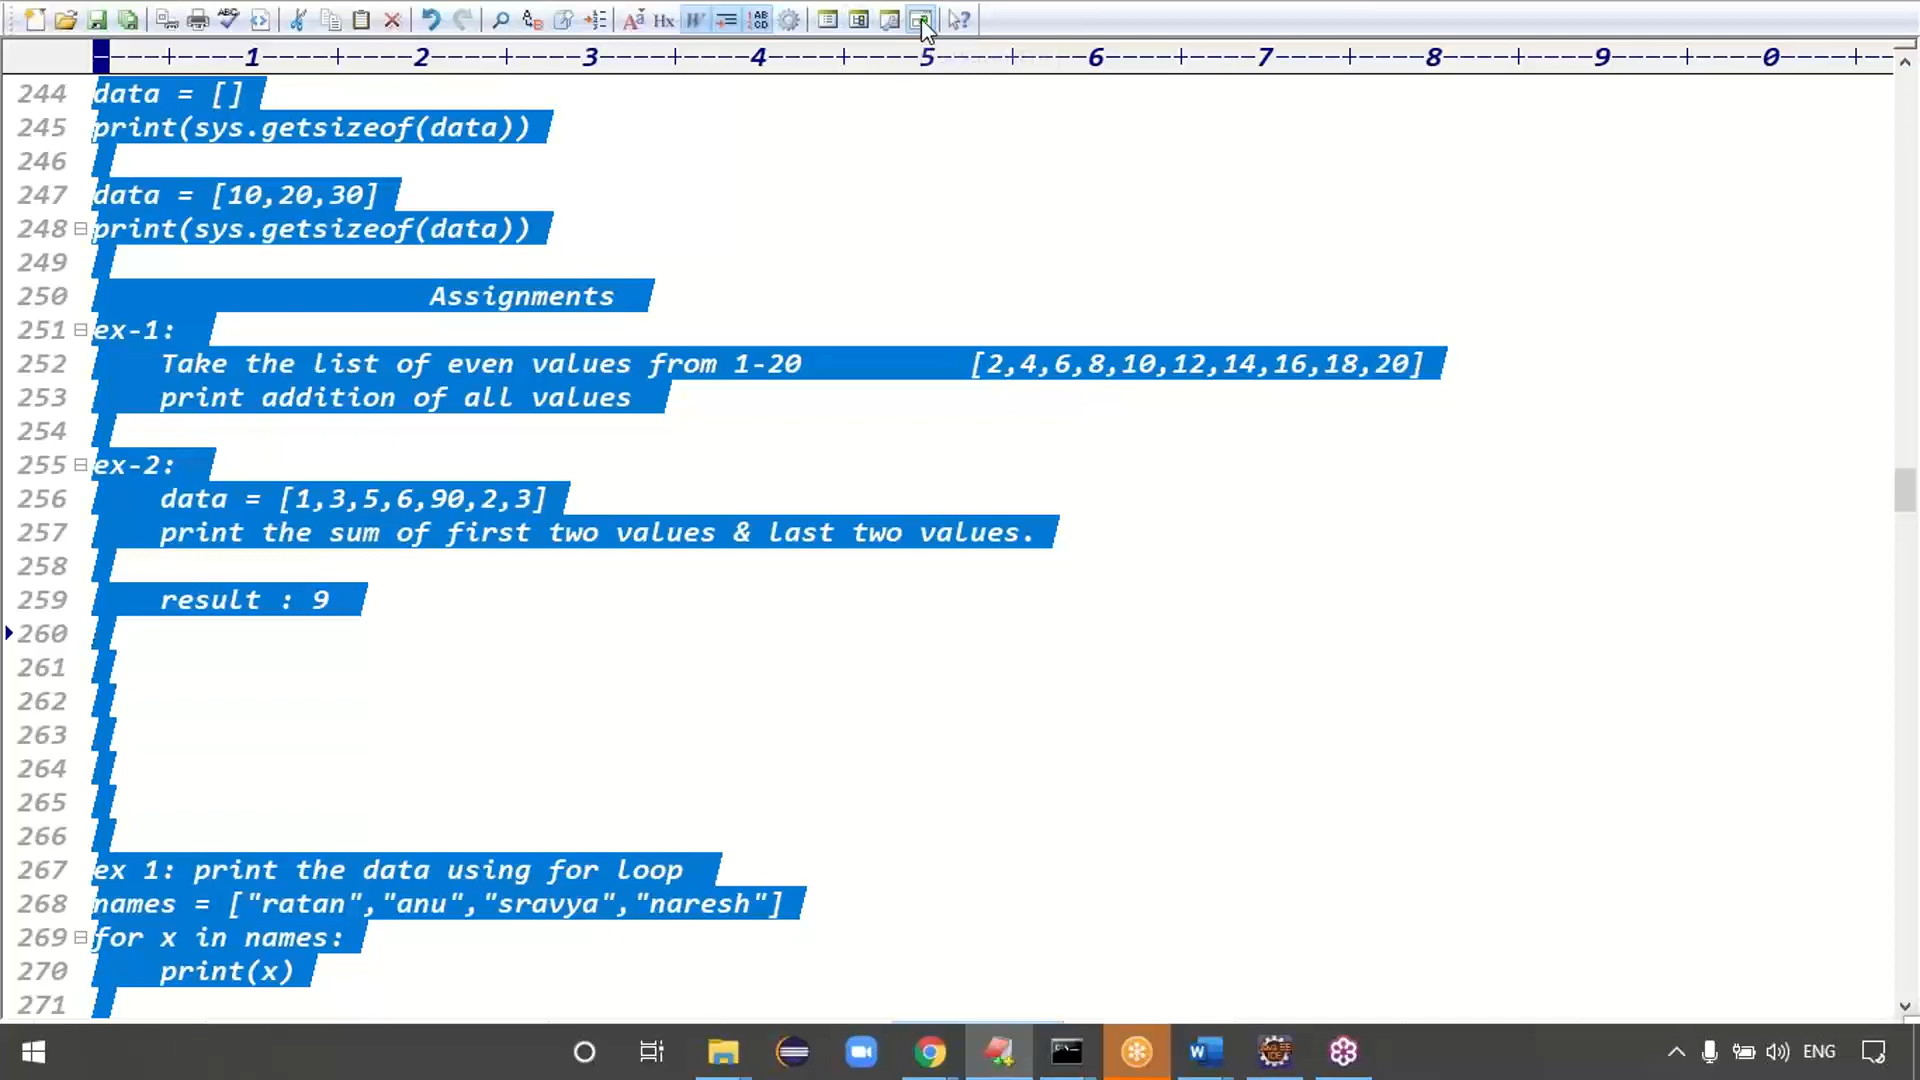 ----+----1----+----2----+----3----+----4----+----5----+----6----+----7----+----8----+----9----+----0----+--
244 data = []
245 print(sys.getsizeof(data))
246
247 data = [10,20,30]
248 print(sys.getsizeof(data))
249
250 Assignments
251 ex-1:
252 Take the list of even values from 1-20 [2,4,6,8,10,12,14,16,18,20]
253 print addition of all values
254
255 ex-2:
256 data = [1,3,5,6,90,2,3]
257 print the sum of first two values & last two values.
258
259 result : 9
260
261
262
263
264
265
266
267 ex 1: print the data using for loop
268 names = ["ratan","anu","sravya","naresh"]
269 for x in names:
270 print(x)
271
ENG